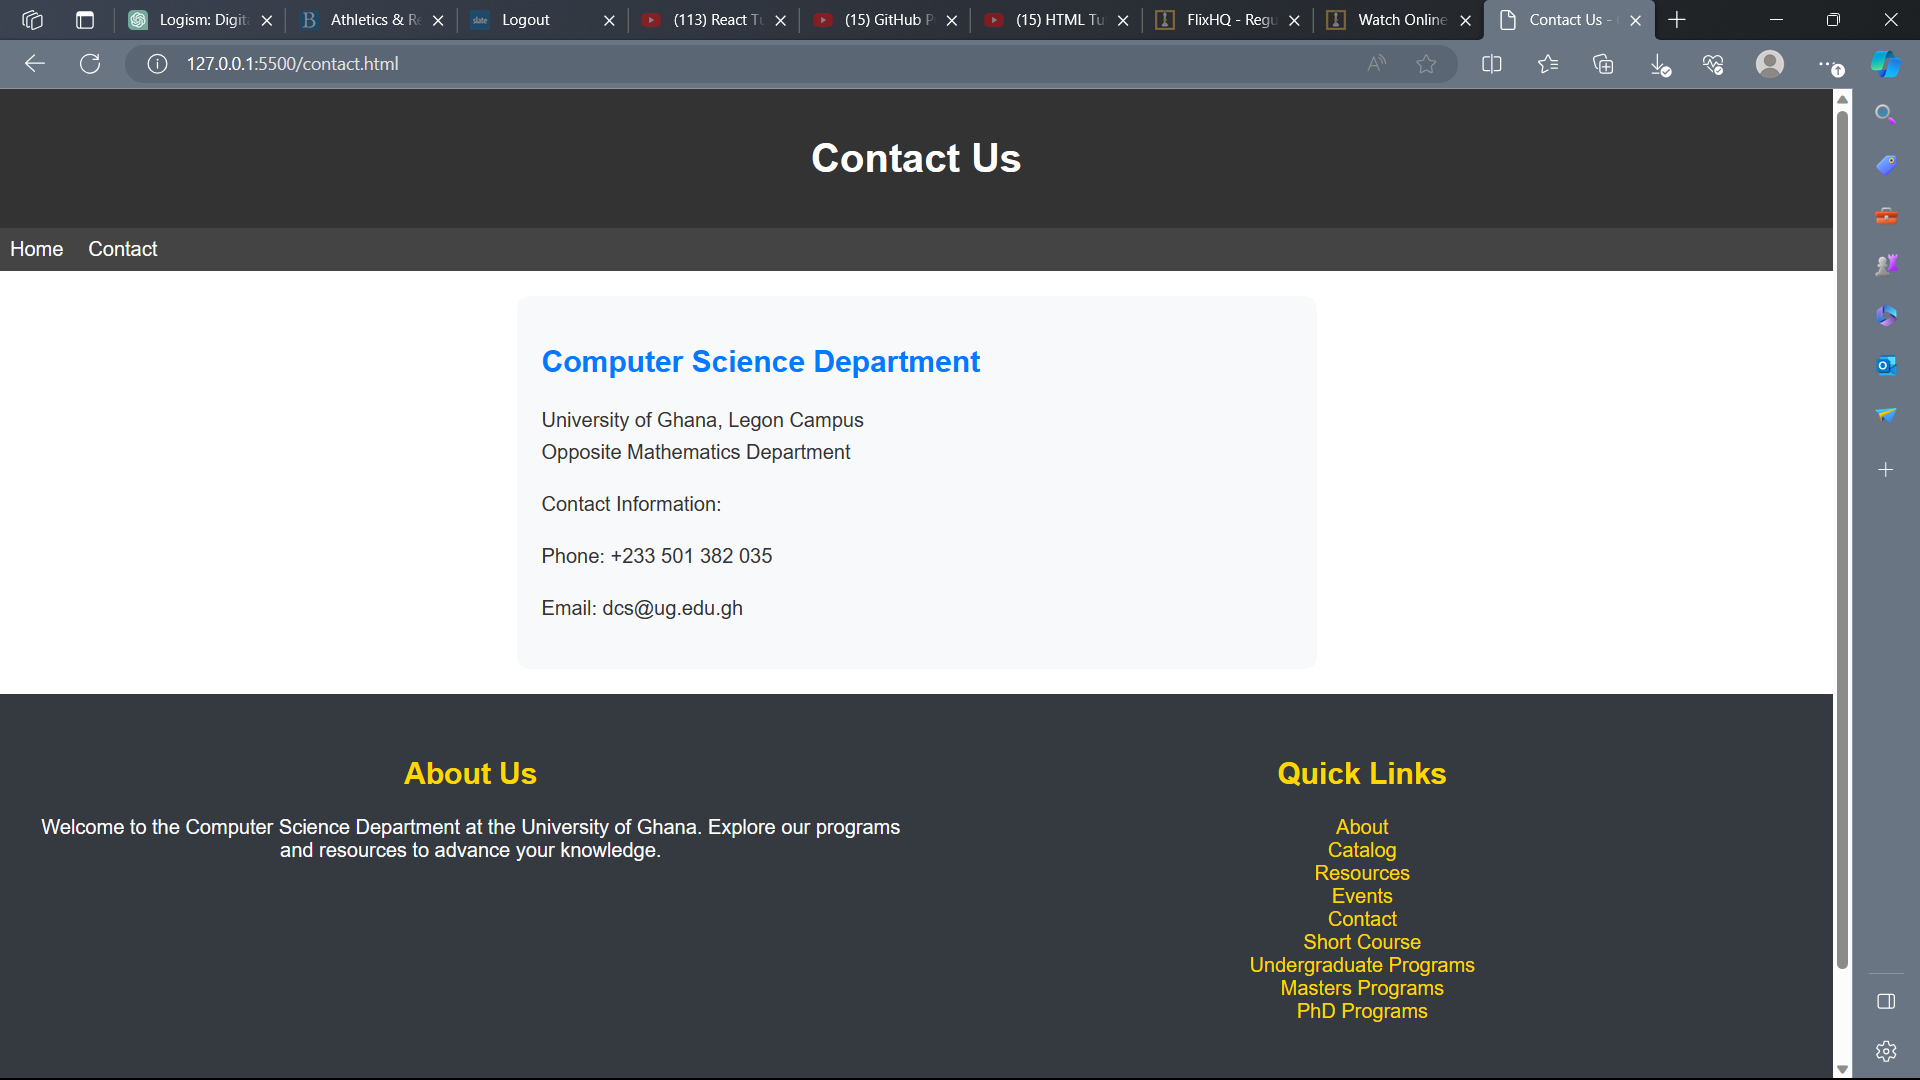 Logism: Digit
Athletics & Re
slate
Logout
(113) React Tu
(15) GitHub P
(15) HTML Tu
FlixHQ - Regu
Watch Online
Contact Us -
127.0.0.1:5500/contact.html
Contact Us
Home Contact
Computer Science Department
University of Ghana, Legon Campus
Opposite Mathematics Department
Contact Information:
Phone: +233 501 382 035
Email: dcs@ug.edu.gh
About Us
Welcome to the Computer Science Department at the University of Ghana. Explore our programs
and resources to advance your knowledge.
Quick Links
About
Catalog
Resources
Events
Contact
Short Course
Undergraduate Programs
Masters Programs
PhD Programs